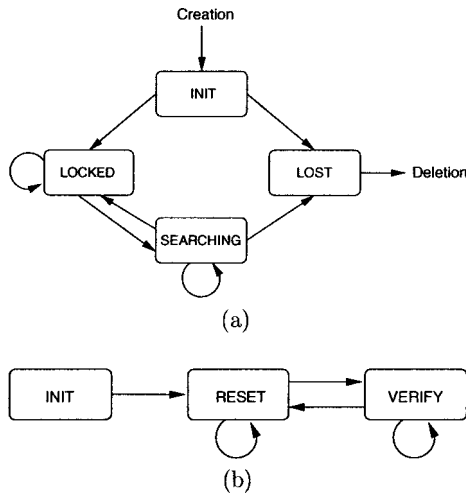 Creation
INIT
LOCKED
LOST
Deletion
SEARCHING
(a)
INIT
RESET
VERIFY
(b)